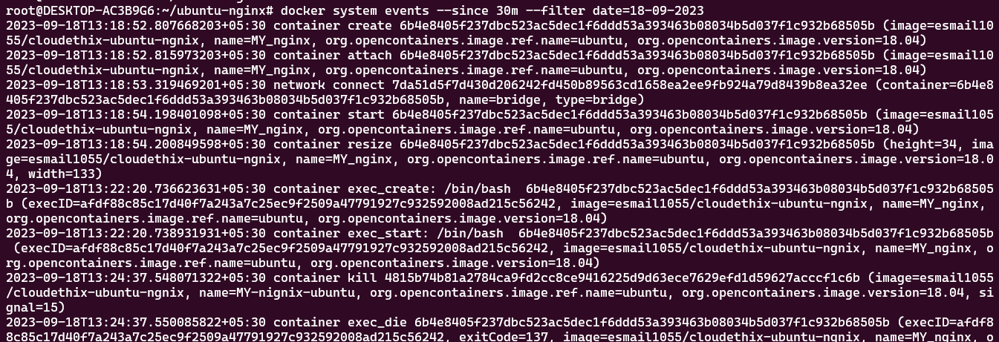 root@DESKTOP-AC3B9G6:~/ubuntu-nginx# docker system events --since 30m --filter date=18-09-2023
2023-09-18T13:18:52.807668203+05:30 container create 6b4e8405f237dbc523ac5dec1f6ddd53a393463b08034b5d037f1c932b68505b (image=esmail10
55/cloudethix-ubuntu-ngnix, name=MY_nginx, org.opencontainers.image.ref.name=ubuntu, org.opencontainers.image.version=18.04)
2023-09-18T13:18:52.815973203+05:30 container attach 6b4e8405f237dbc523ac5dec1f6ddd53a393463b08034b5d037f1c932b68505b (image=esmail10
55/cloudethix-ubuntu-ngnix, name=MY_nginx, org.opencontainers.image.ref.name=ubuntu, org.opencontainers.image.version=18.04)
2023-09-18T13:18:53.319469201+05:30 network connect 7da51d5f7d430d206242fd450b89563cd1658ea2ee9fb924a79d8439b8ea32ee (container=6b4e8
405f237dbc523ac5dec1f6ddd53a393463b08034b5d037f1c932b68505b, name=bridge, type=bridge)
2023-09-18T13:18:54.198401098+05:30 container start 6b4e8405f237dbc523ac5dec1f6ddd53a393463b08034b5d037f1c932b68505b (image=esmail105
5/cloudethix-ubuntu-ngnix, name=MY_nginx, org.opencontainers.image.ref.name=ubuntu, org.opencontainers.image.version=18.04)
2023-09-18T13:18:54.200849598+05:30 container resize 6b4e8405f237dbc523ac5dec1f6ddd53a393463b08034b5d037f1c932b68505b (height=34, ima
ge=esmail1055/cloudethix-ubuntu-ngnix, name=MY_nginx, org.opencontainers.image.ref.name=ubuntu, org.opencontainers.image.version=18.0
4, width=133)
2023-09-18T13:22:20.736623631+05:30 container exec_create: /bin/bash  6b4e8405f237dbc523ac5dec1f6ddd53a393463b08034b5d037f1c932b68505
b (execID=afdf88c85c17d40f7a243a7c25ec9f2509a47791927c932592008ad215c56242, image=esmail1055/cloudethix-ubuntu-ngnix, name=MY_nginx,
org.opencontainers.image.ref.name=ubuntu, org.opencontainers.image.version=18.04)
2023-09-18T13:22:20.738931931+05:30 container exec_start: /bin/bash  6b4e8405f237dbc523ac5dec1f6ddd53a393463b08034b5d037f1c932b68505b
(execID=afdf88c85c17d40f7a243a7c25ec9f2509a47791927c932592008ad215c56242, image=esmail1055/cloudethix-ubuntu-ngnix, name=MY_nginx, o
rg.opencontainers.image.ref.name=ubuntu, org.opencontainers.image.version=18.04)
2023-09-18T13:24:37.548071322+05:30 container kill 4815b74b81a2784ca9fd2cc8ce9416225d9d63ece7629efd1d59627acccf1c6b (image=esmail1055
/cloudethix-ubuntu-ngnix, name=MY-nignix-ubuntu, org.opencontainers.image.ref.name=ubuntu, org.opencontainers.image.version=18.04, si
gnal=15)
2023-09-18T13:24:37.550085822+05:30 container exec_die 6b4e8405f237dbc523ac5dec1f6ddd53a393463b08034b5d037f1c932b68505b (execID=afdf8
8c85c17d40f7a243a7c25ec9f2509a47791927c932592008ad215c56242, exitCode=137, image=esmail1055/cloudethix-ubuntu-ngnix, name=MY_nginx, o